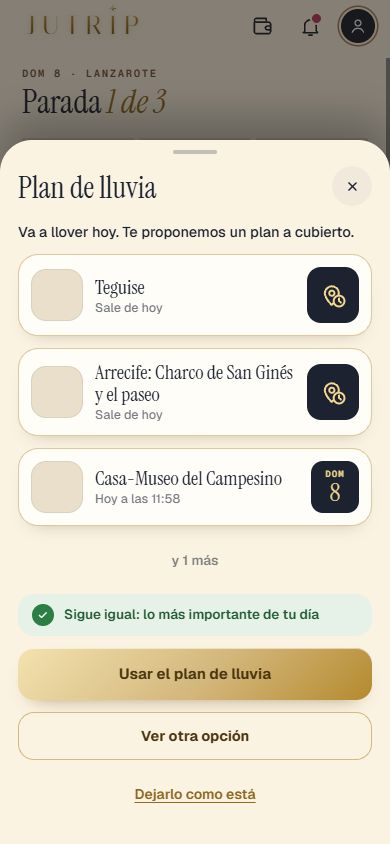 JUTRIP
DOM 8 · LANZAROTE
Parada 1 de 3
Plan de lluvia
Va a llover hoy. Te proponemos un plan a cubierto.
Teguise
Sale de hoy
Arrecife: Charco de San Ginés
y el paseo
Sale de hoy
Casa-Museo del Campesino
Hoy a las 11:58
DOM
8
y 1 más
Sigue igual: lo más importante de tu día
Usar el plan de lluvia
Ver otra opción
Dejarlo como está